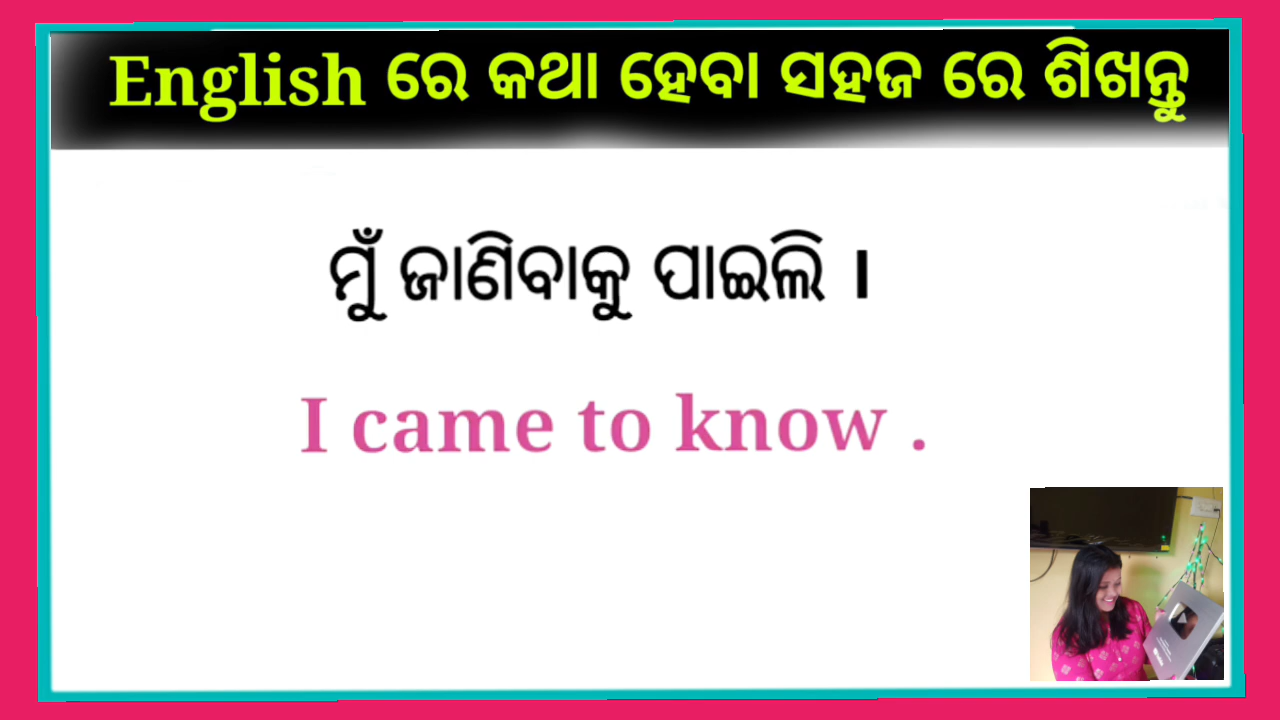 English ରେ କଥା ହେବା ସହଜ ରେ ଶିଖନ୍ତୁ
ମୁଁ ଜାଣିବାକୁ ପାଇଲି ।
I came to know .